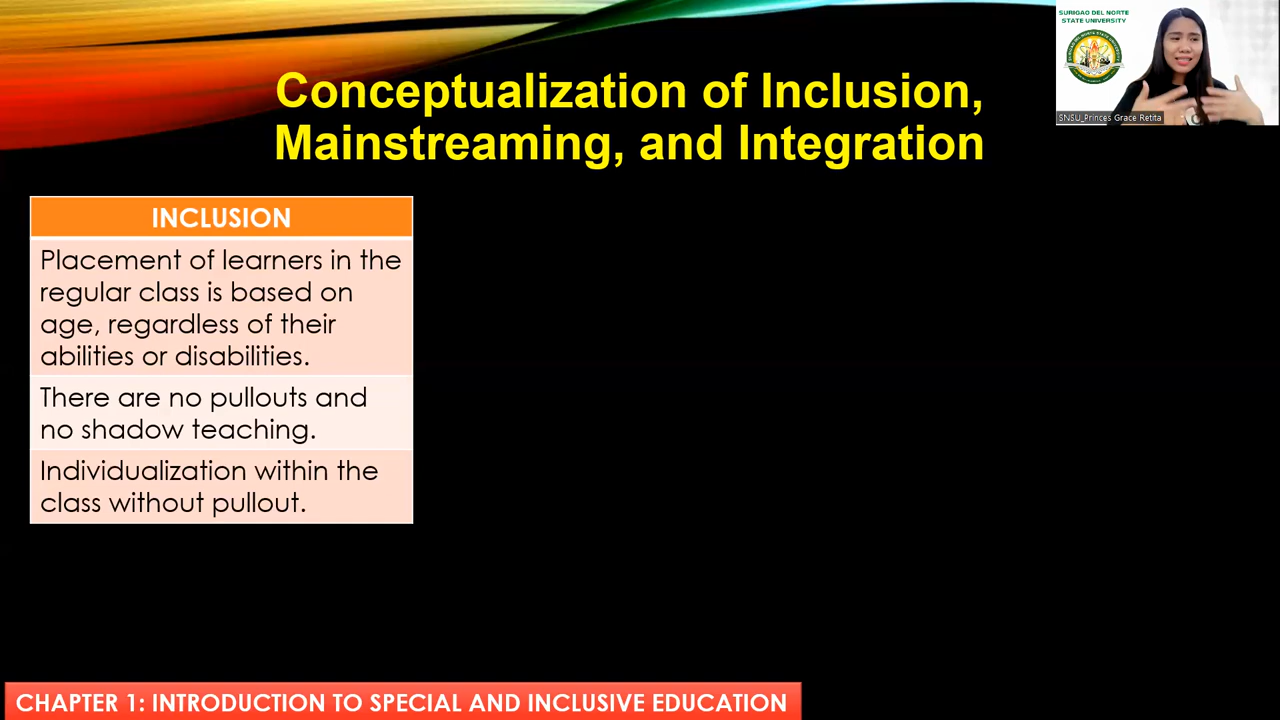 SURIGAO DEL NORTE
STATE UNIVERSITY
SNSU_Princes Grace Retita
Conceptualization of Inclusion,
Mainstreaming, and Integration
INCLUSION
Placement of learners in the
regular class is based on
age, regardless of their
abilities or disabilities.
There are no pullouts and
no shadow teaching.
Individualization within the
class without pullout.
CHAPTER 1: INTRODUCTION TO SPECIAL AND INCLUSIVE EDUCATION